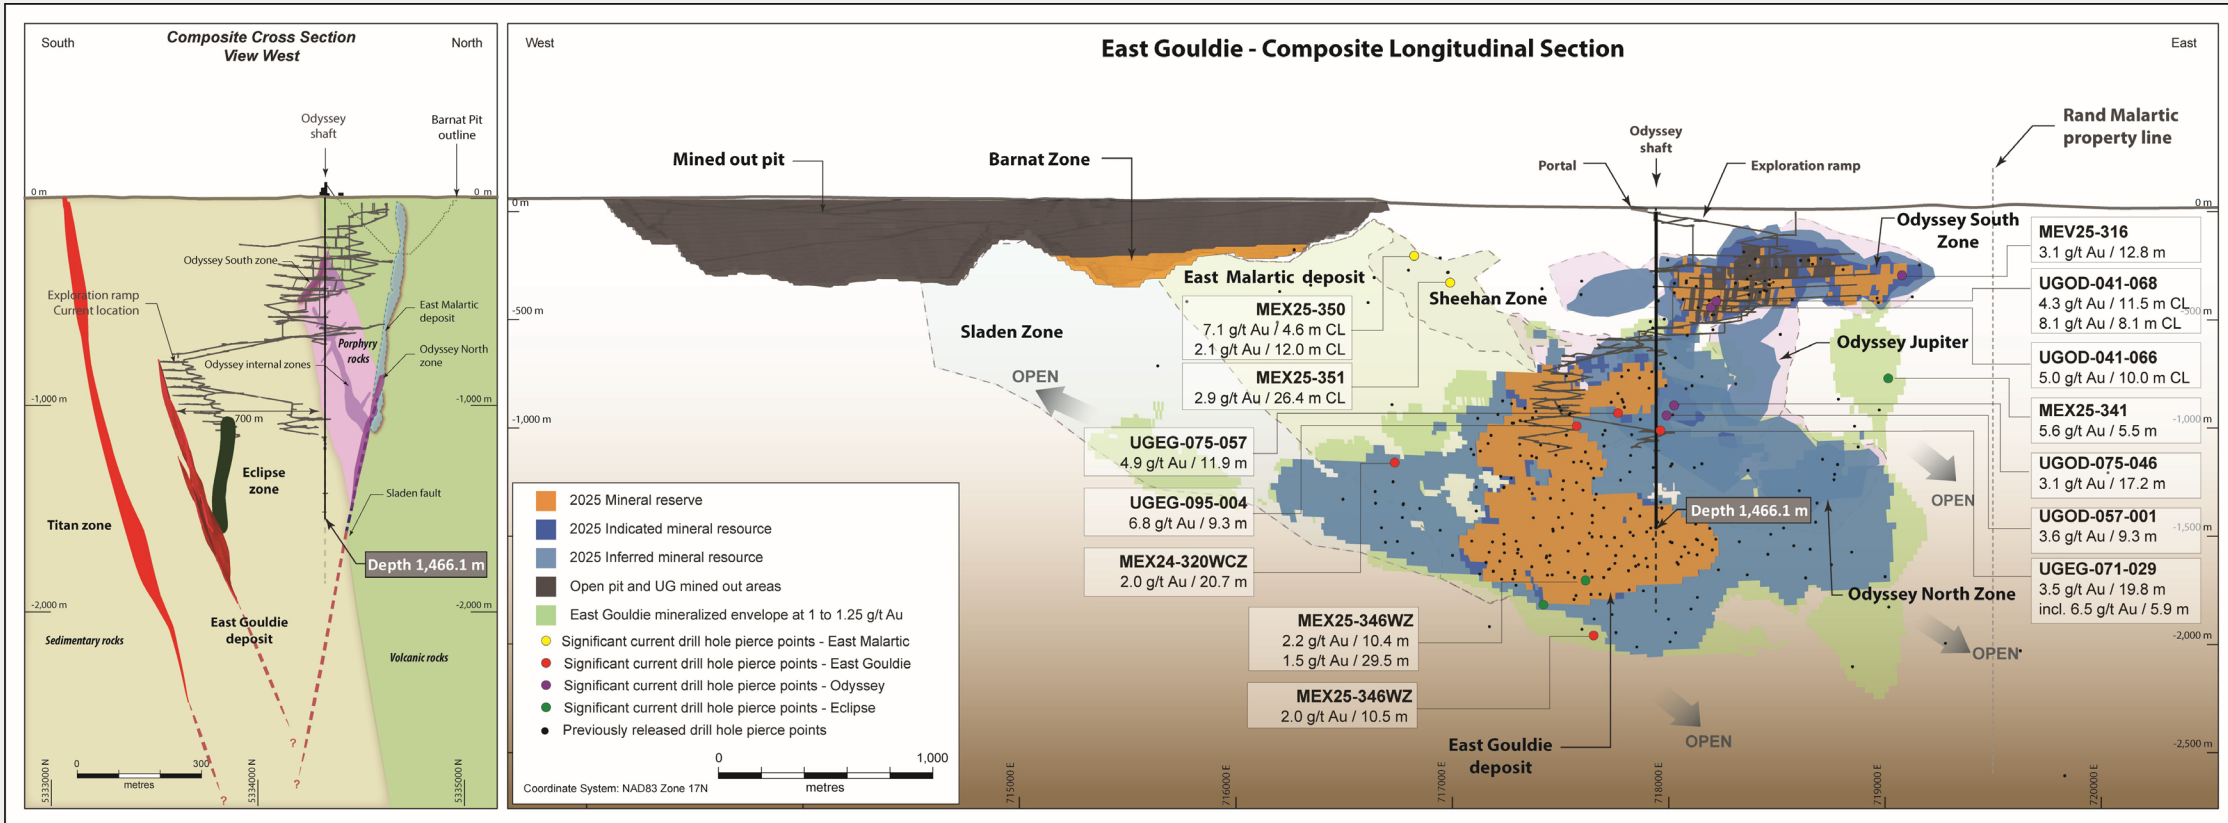 South
Composite Cross Section
View West
North
Odyssey
shaft
Barnat Pit
outline
0 m
0 m
Odyssey South zone
Exploration ramp
Current location
East Malartic
deposit
Porphyry
rocks
Odyssey North
zone
Odyssey internal zones
-1,000 m
-1,000 m
700 m
Eclipse
zone
Sladen fault
Titan zone
Depth 1,466.1 m
-2,000 m
-2,000 m
East Gouldie
deposit
Sedimentary rocks
Volcanic rocks
?
?
?
0
300
metres
5333000 N
5334000 N
5335000 N
West
East Gouldie - Composite Longitudinal Section
East
Mined out pit
Barnat Zone
Portal
Odyssey
shaft
Exploration ramp
Rand Malartic
property line
0 m
0 m
East Malartic deposit
Sheehan Zone
Odyssey South
Zone
Sladen Zone
OPEN
-500 m
-500 m
Odyssey Jupiter
MEX25-350
7.1 g/t Au / 4.6 m CL
2.1 g/t Au / 12.0 m CL
MEX25-351
2.9 g/t Au / 26.4 m CL
-1,000 m
-1,000 m
UGEG-075-057
4.9 g/t Au / 11.9 m
UGEG-095-004
6.8 g/t Au / 9.3 m
MEX24-320WCZ
2.0 g/t Au / 20.7 m
MEX25-346WZ
2.2 g/t Au / 10.4 m
1.5 g/t Au / 29.5 m
MEX25-346WZ
2.0 g/t Au / 10.5 m
East Gouldie
deposit
Depth 1,466.1 m
Odyssey North Zone
OPEN
OPEN
OPEN
MEV25-316
3.1 g/t Au / 12.8 m
UGOD-041-068
4.3 g/t Au / 11.5 m CL
8.1 g/t Au / 8.1 m CL
UGOD-041-066
5.0 g/t Au / 10.0 m CL
MEX25-341
5.6 g/t Au / 5.5 m
UGOD-075-046
3.1 g/t Au / 17.2 m
UGOD-057-001
3.6 g/t Au / 9.3 m
-1,500 m
UGEG-071-029
3.5 g/t Au / 19.8 m
incl. 6.5 g/t Au / 5.9 m
-2,000 m
-2,500 m
2025 Mineral reserve
2025 Indicated mineral resource
2025 Inferred mineral resource
Open pit and UG mined out areas
East Gouldie mineralized envelope at 1 to 1.25 g/t Au
Significant current drill hole pierce points - East Malartic
Significant current drill hole pierce points - East Gouldie
Significant current drill hole pierce points - Odyssey
Significant current drill hole pierce points - Eclipse
Previously released drill hole pierce points
0
1,000
metres
Coordinate System: NAD83 Zone 17N
715000 E
716000 E
717000 E
718000 E
719000 E
720000 E